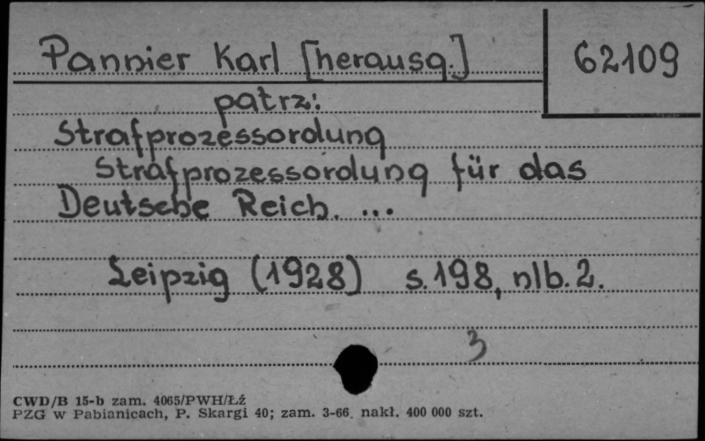 Pannier Karl [herausg.]
62109
patrz:
Strafprozessordung
Strafprozessordung für das
Deutsche Reich. ...
Leipzig (1928) s. 198, nlb. 2.
3
CWD/B 15-b zam. 4065/PWH/Łź
PZG w Pabianicach, P. Skargi 40; zam. 3-66. nakł. 400 000 szt.